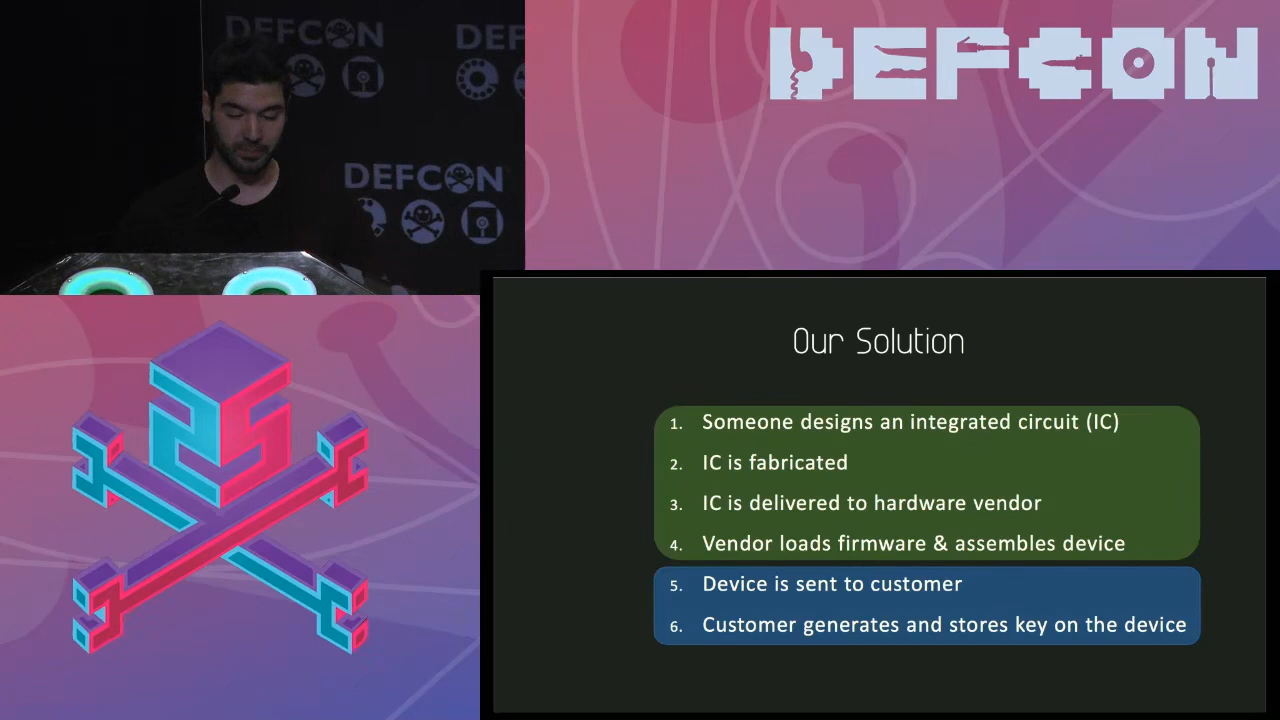 DEFCON
DEF
DEFCON
DEFCON
Our Solution
1. Someone designs an integrated circuit (IC)
2. IC is fabricated
3. IC is delivered to hardware vendor
4. Vendor loads firmware & assembles device
5. Device is sent to customer
6. Customer generates and stores key on the device